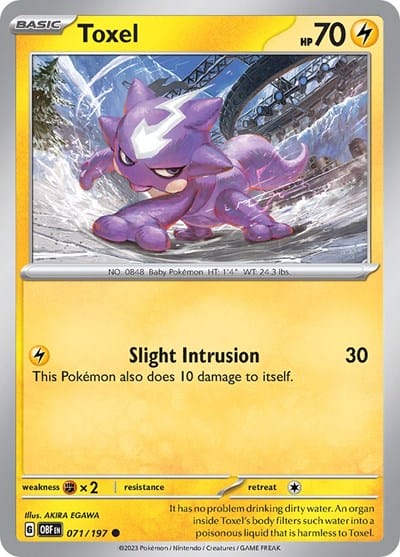 BASIC Toxel HP 70
NO. 0848 Baby Pokémon. HT: 1'4" WT: 24.3 lbs.
Slight Intrusion 30
This Pokémon also does 10 damage to itself.
weakness ×2 resistance retreat
Illus. AKIRA EGAWA
G OBF EN 071/197
It has no problem drinking dirty water. An organ
inside Toxel's body filters such water into a
poisonous liquid that is harmless to Toxel.
©2023 Pokémon / Nintendo / Creatures / GAME FREAK